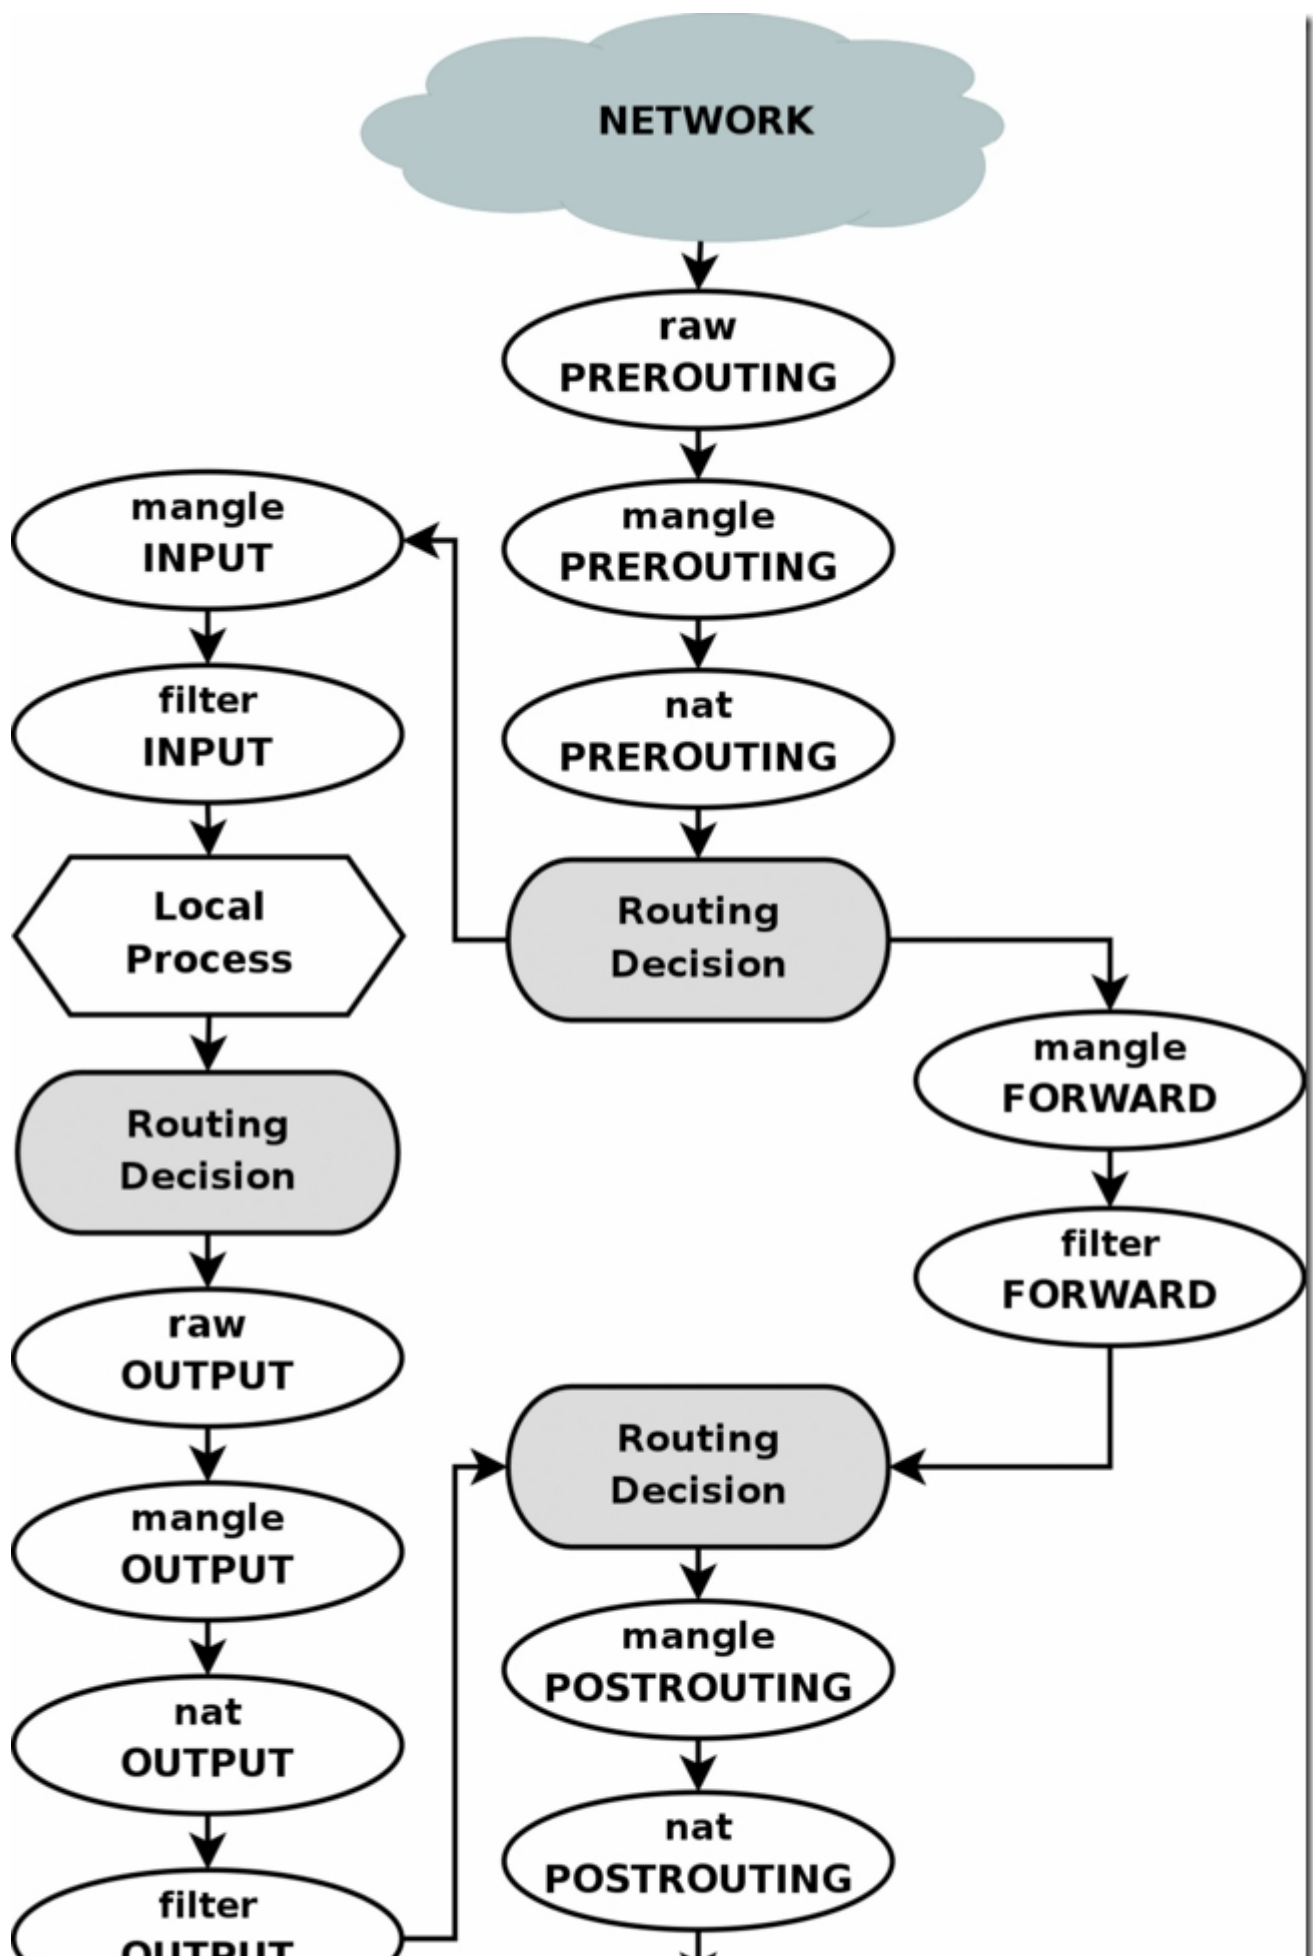 NETWORK
raw
PREROUTING
mangle
PREROUTING
nat
PREROUTING
Routing
Decision
mangle
INPUT
filter
INPUT
Local
Process
Routing
Decision
raw
OUTPUT
mangle
OUTPUT
nat
OUTPUT
filter
OUTPUT
mangle
FORWARD
filter
FORWARD
Routing
Decision
mangle
POSTROUTING
nat
POSTROUTING